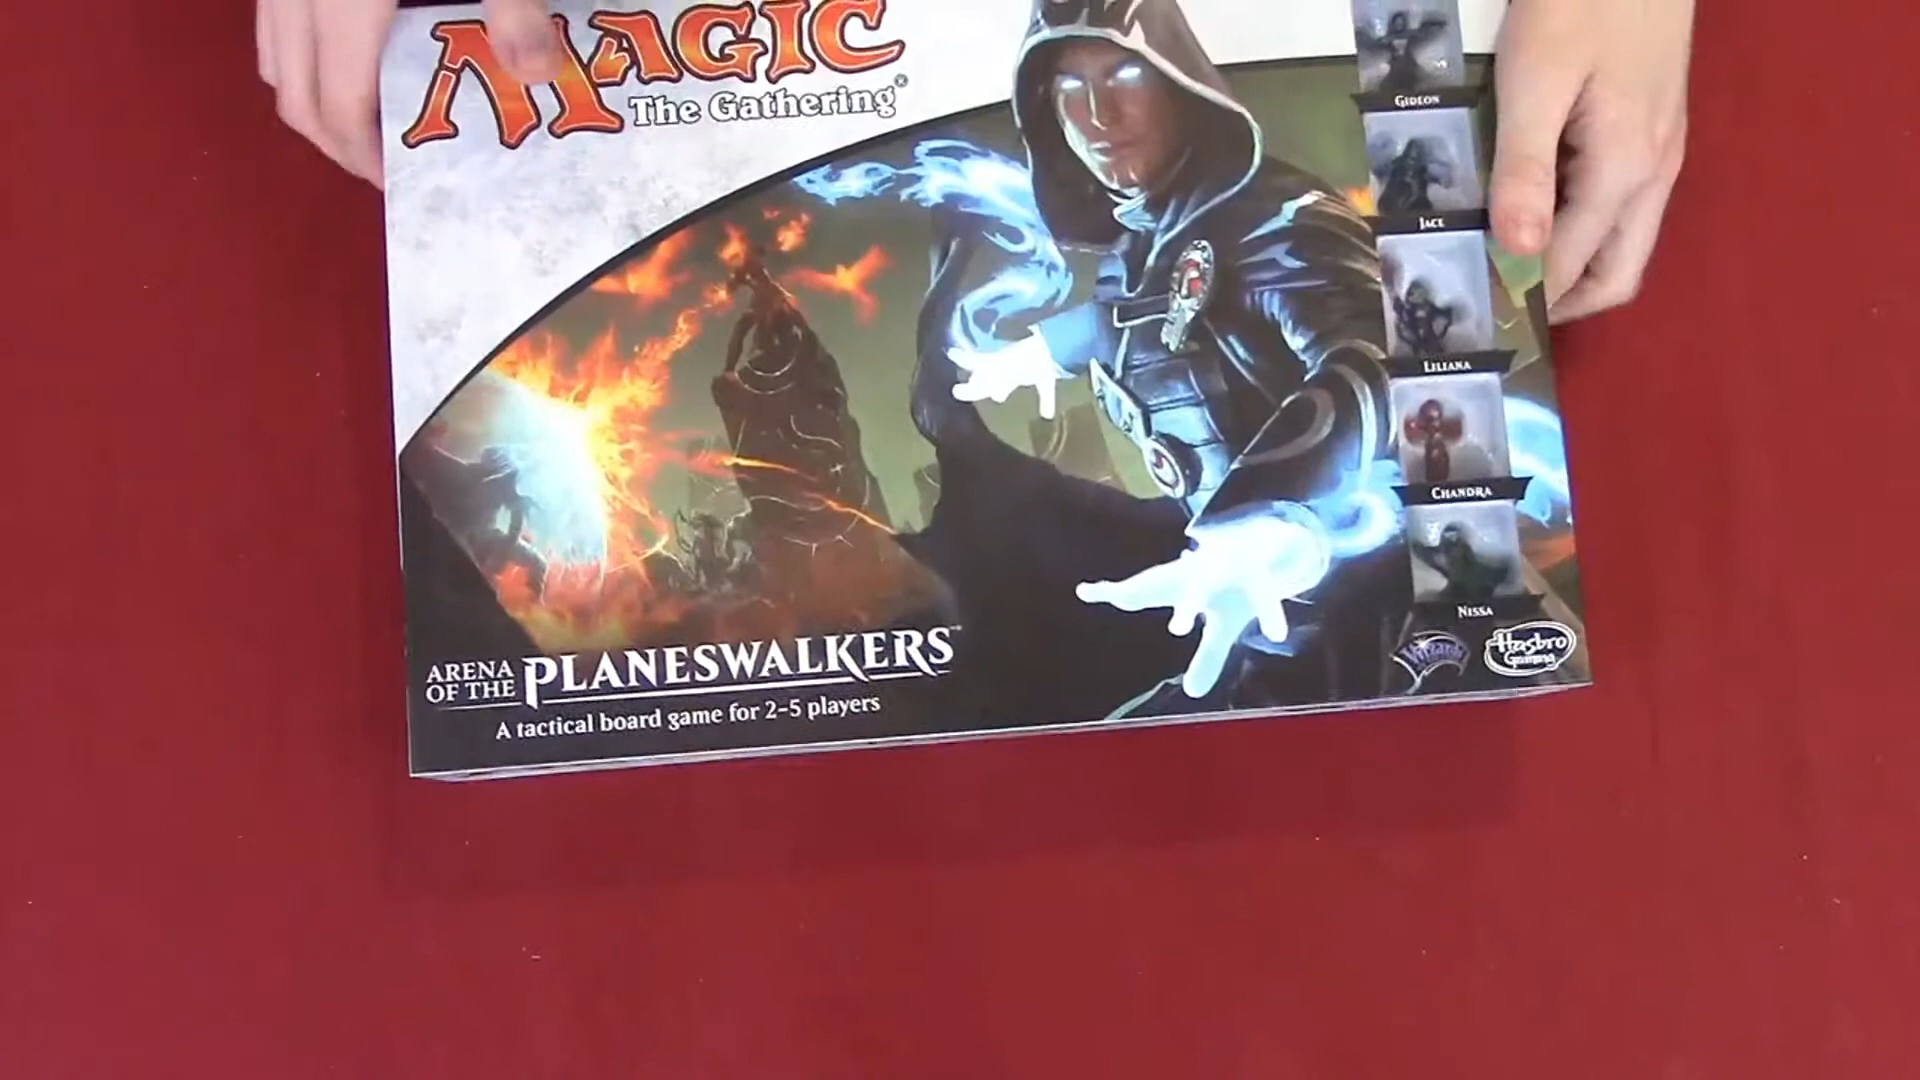 MAGIC
The Gathering®
GIDEON
JACE
LILIANA
CHANDRA
NISSA
ARENA
OF THE
PLANESWALKERS™
A tactical board game for 2-5 players
Wizards
Hasbro
Gaming